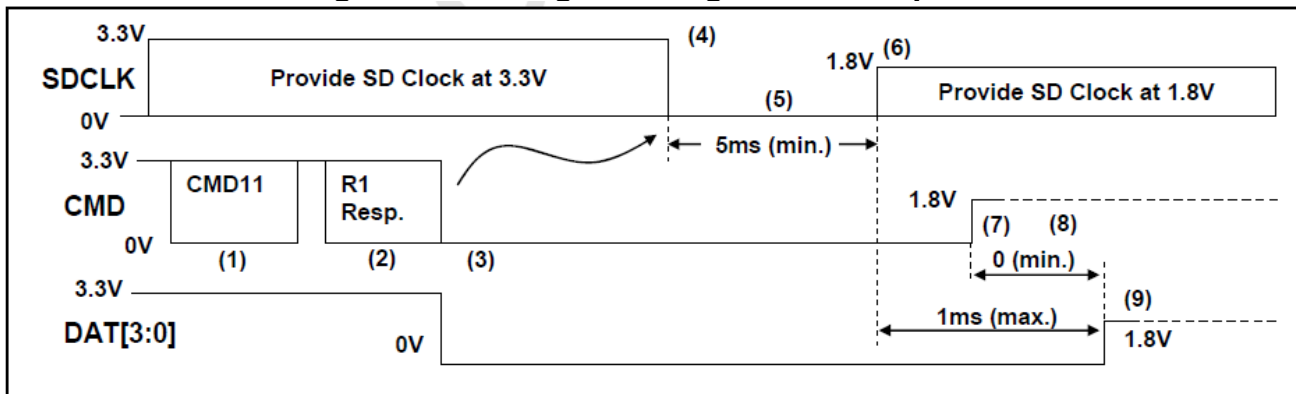 3.3V
(4)
1.8V (6)
SDCLK
Provide SD Clock at 3.3V
Provide SD Clock at 1.8V
(5)
0V
5ms (min.)
3.3V
CMD11
R1
Resp.
CMD
1.8V
(7)
(8)
0V
(1)
(2)
(3)
0 (min.)
3.3V
(9)
1ms (max.)
DAT[3:0]
0V
1.8V